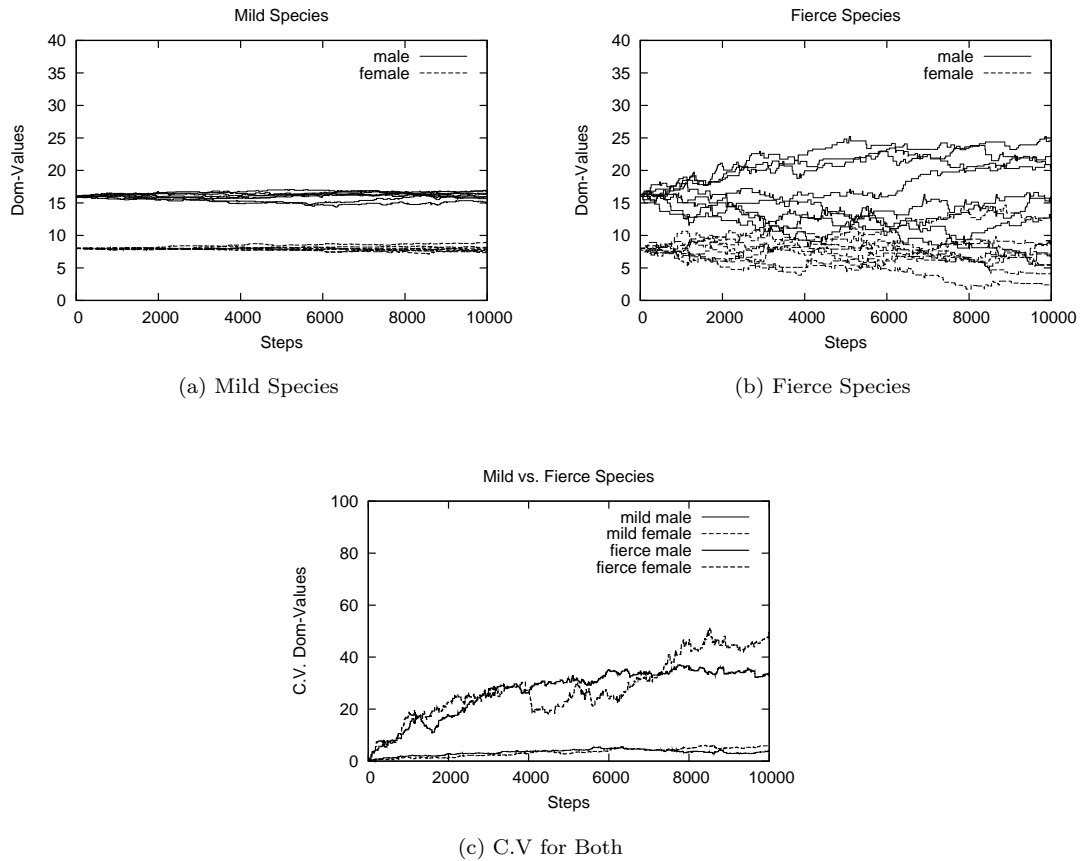 Mild Species
40
35
30
25
20
15
10
5
0
Dom-Values
male
female
0 2000 4000 6000 8000 10000
Steps
(a) Mild Species
Fierce Species
40
35
30
25
20
15
10
5
0
Dom-Values
male
female
0 2000 4000 6000 8000 10000
Steps
(b) Fierce Species
Mild vs. Fierce Species
100
80
60
40
20
0
C.V. Dom-Values
mild male
mild female
fierce male
fierce female
0 2000 4000 6000 8000 10000
Steps
(c) C.V for Both